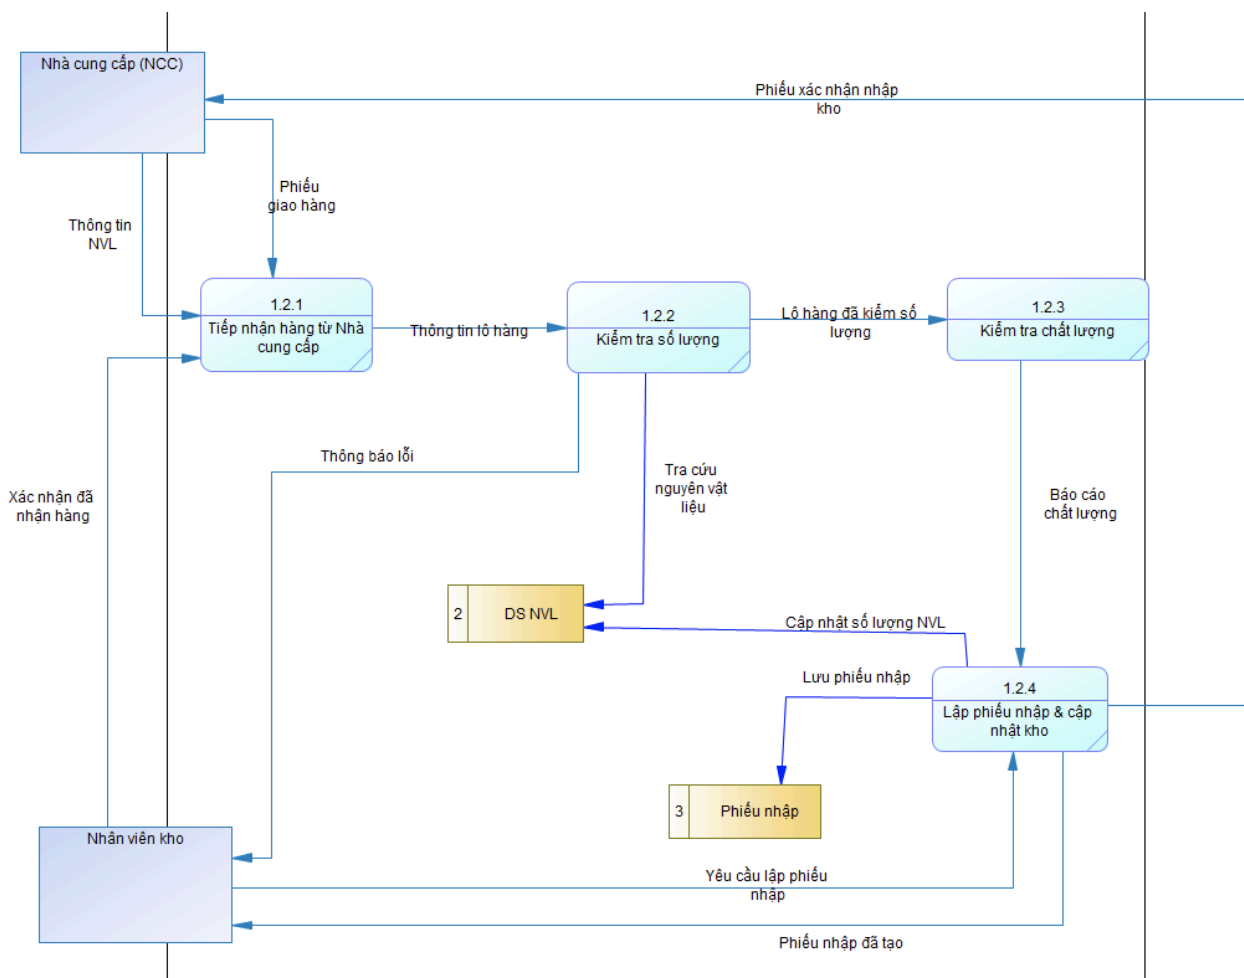 Nhà cung cấp (NCC)
Phiếu xác nhận nhập
kho
Phiếu
giao hàng
Thông tin
NVL
1.2.1
Tiếp nhận hàng từ Nhà
cung cấp
Thông tin lô hàng
1.2.2
Kiểm tra số lượng
Lô hàng đã kiểm số
lượng
1.2.3
Kiểm tra chất lượng
Thông báo lỗi
Tra cứu
nguyên vật
liệu
Xác nhận đã
nhận hàng
Báo cáo
chất lượng
2
DS NVL
Cập nhật số lượng NVL
Lưu phiếu nhập
1.2.4
Lập phiếu nhập & cập
nhật kho
3
Phiếu nhập
Nhân viên kho
Yêu cầu lập phiếu
nhập
Phiếu nhập đã tạo